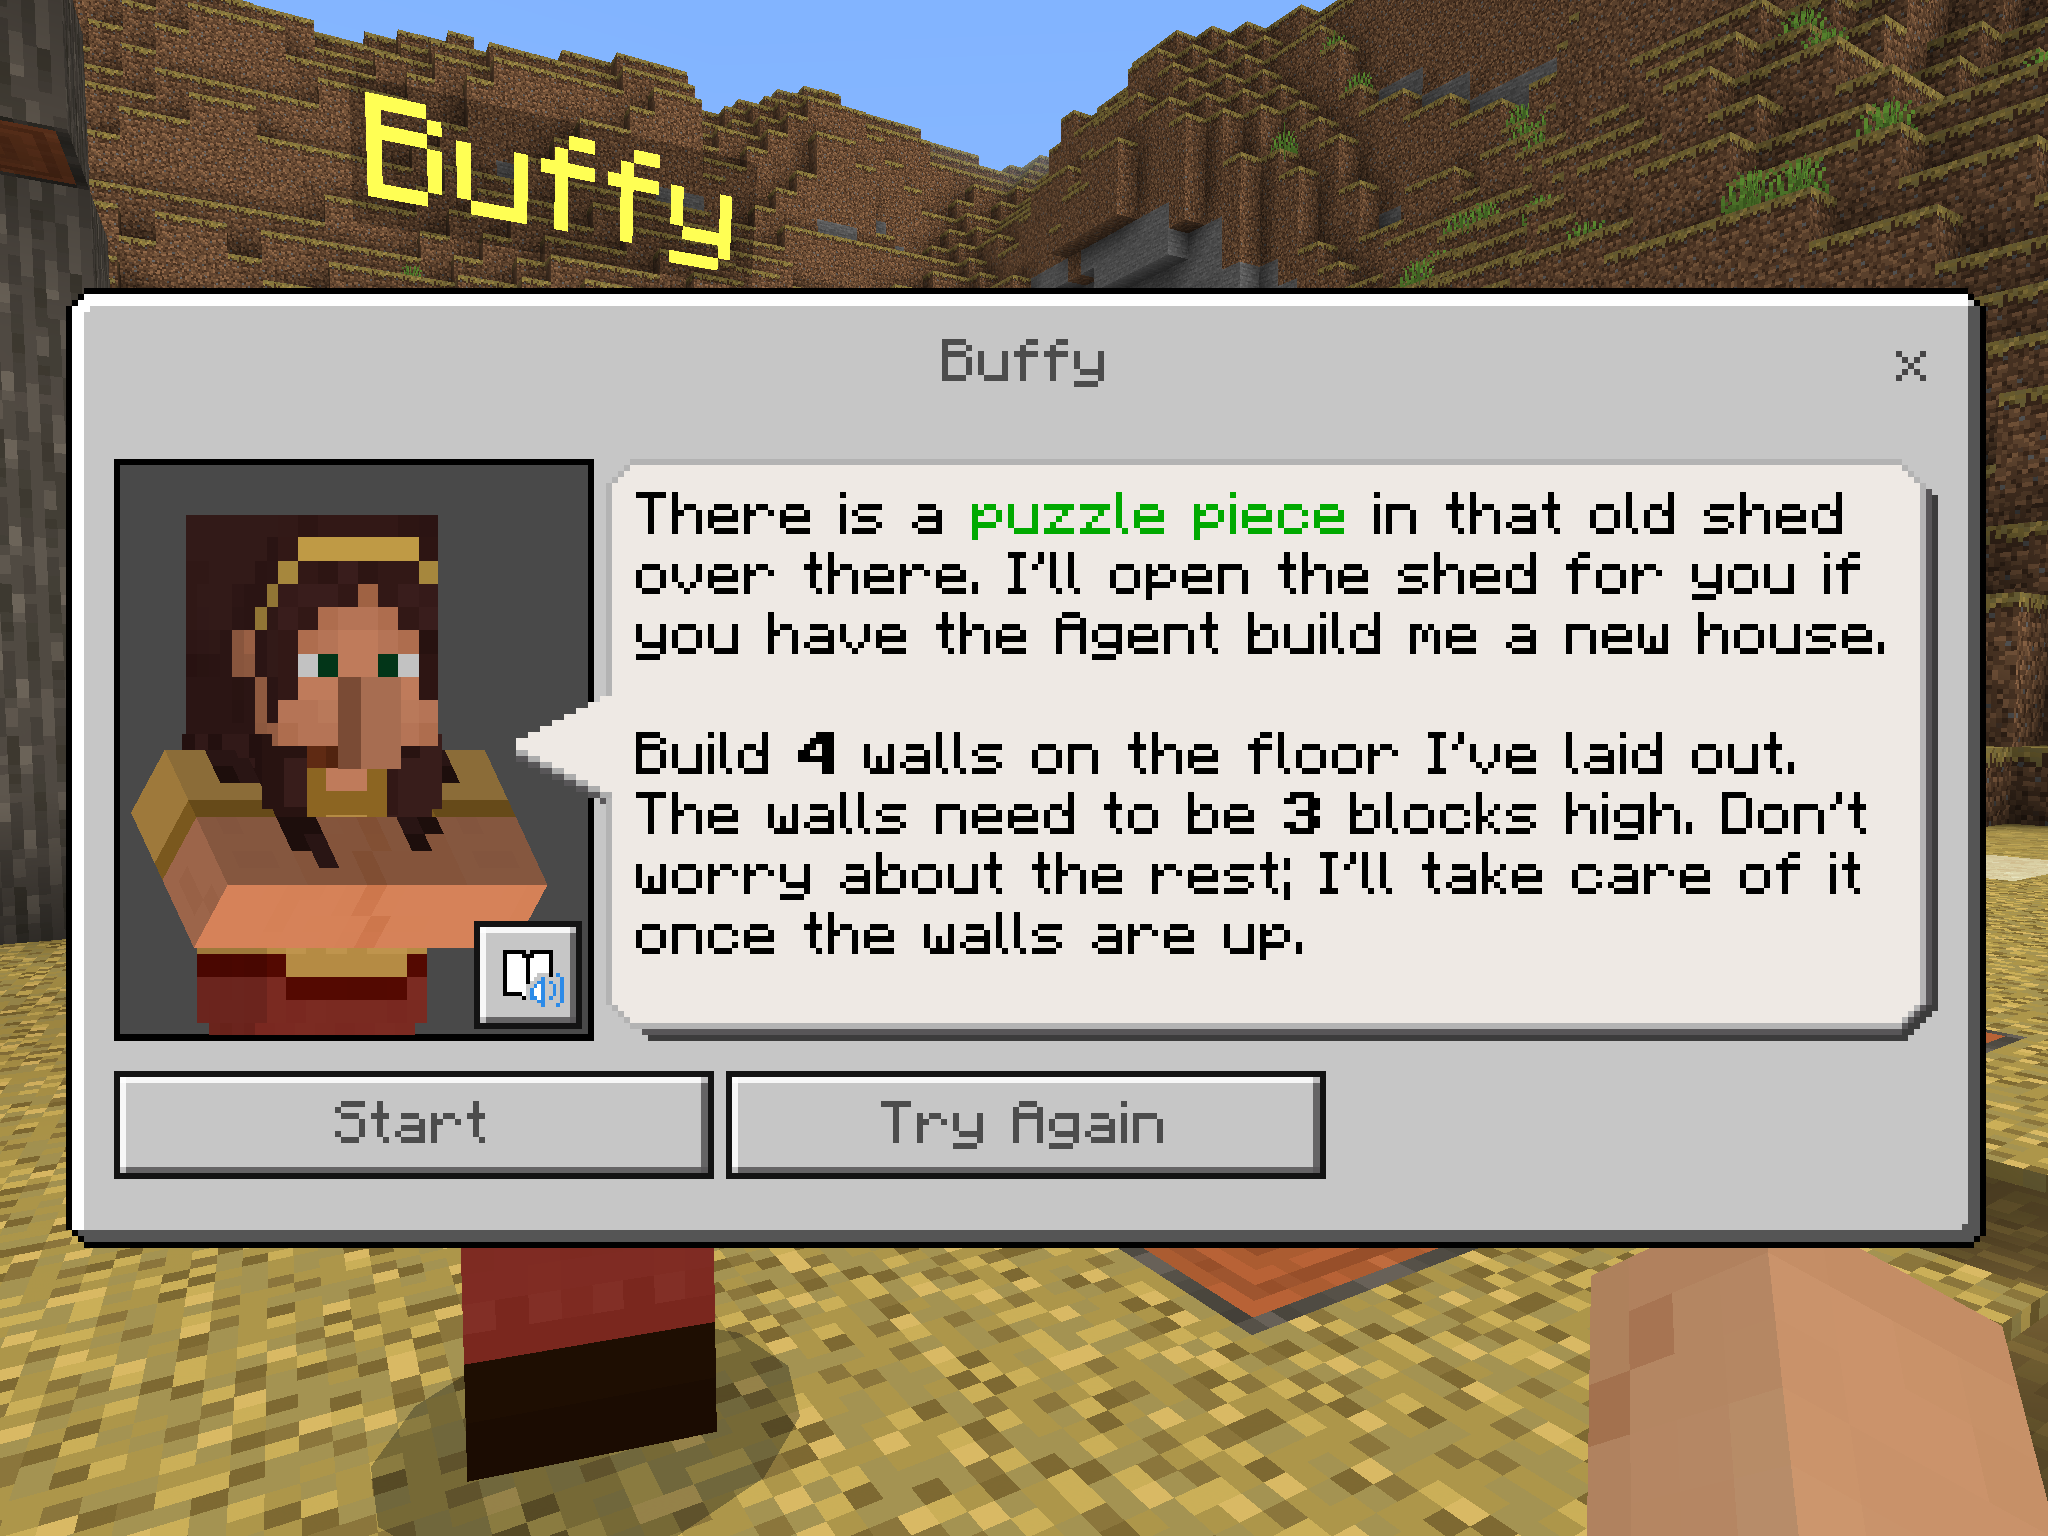 Buffy
Buffy
x
There is a puzzle piece in that old shed
over there. I'll open the shed for you if
you have the Agent build me a new house.
Build 4 walls on the floor I've laid out.
The walls need to be 3 blocks high. Don't
worry about the rest; I'll take care of it
once the walls are up.
Start
Try Again